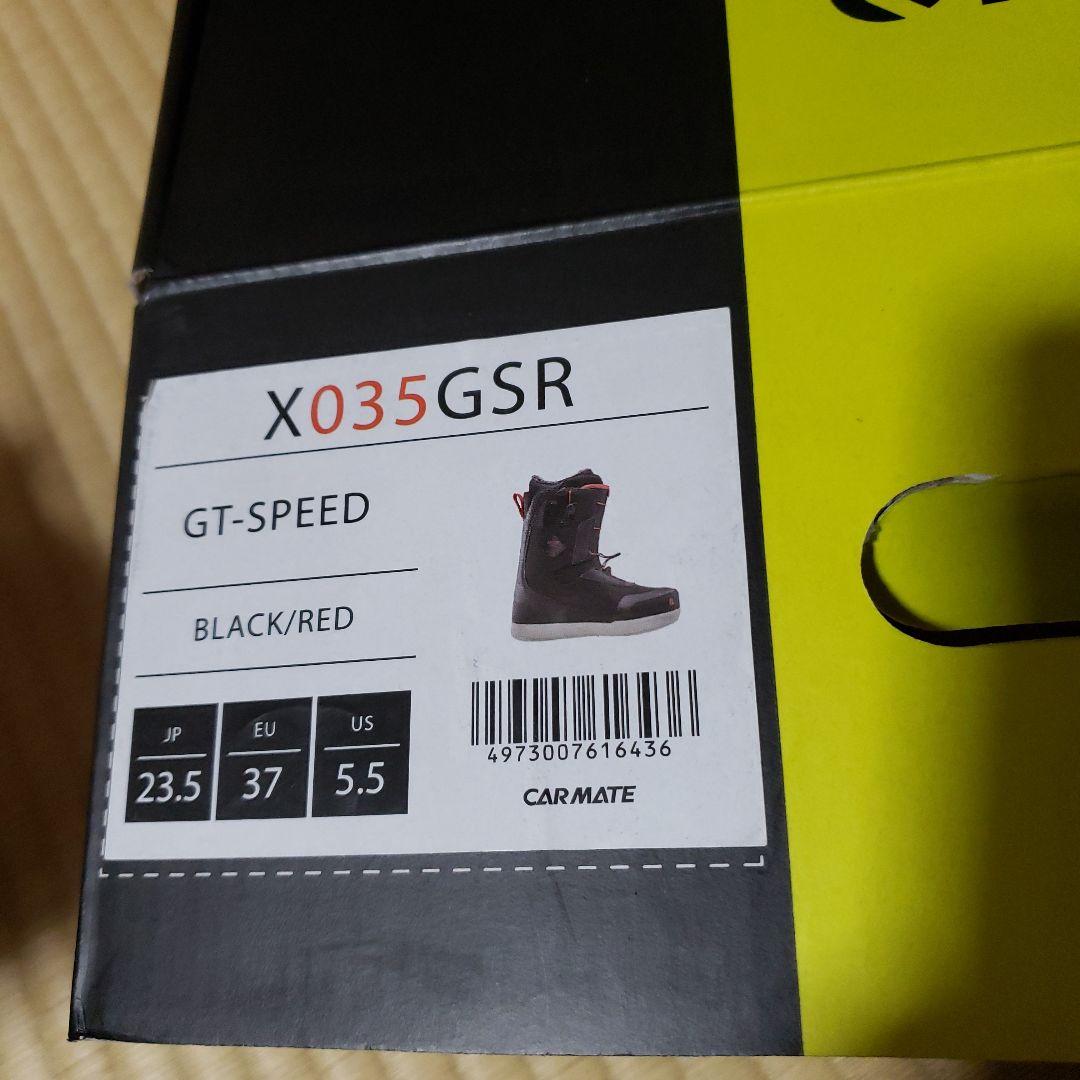 X035GSR
GT-SPEED
BLACK/RED
JP EU US
23.5 37 5.5
4973007616436
CARMATE